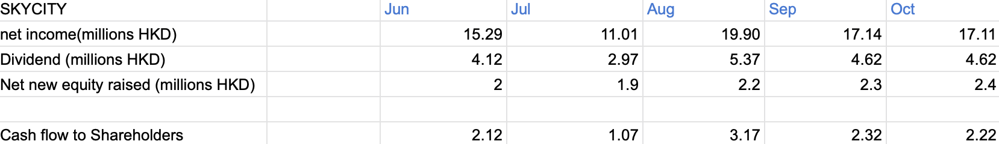 SKYCITY Jun Jul Aug Sep Oct
net income(millions HKD) 15.29 11.01 19.90 17.14 17.11
Dividend (millions HKD) 4.12 2.97 5.37 4.62 4.62
Net new equity raised (millions HKD) 2 1.9 2.2 2.3 2.4
Cash flow to Shareholders 2.12 1.07 3.17 2.32 2.22